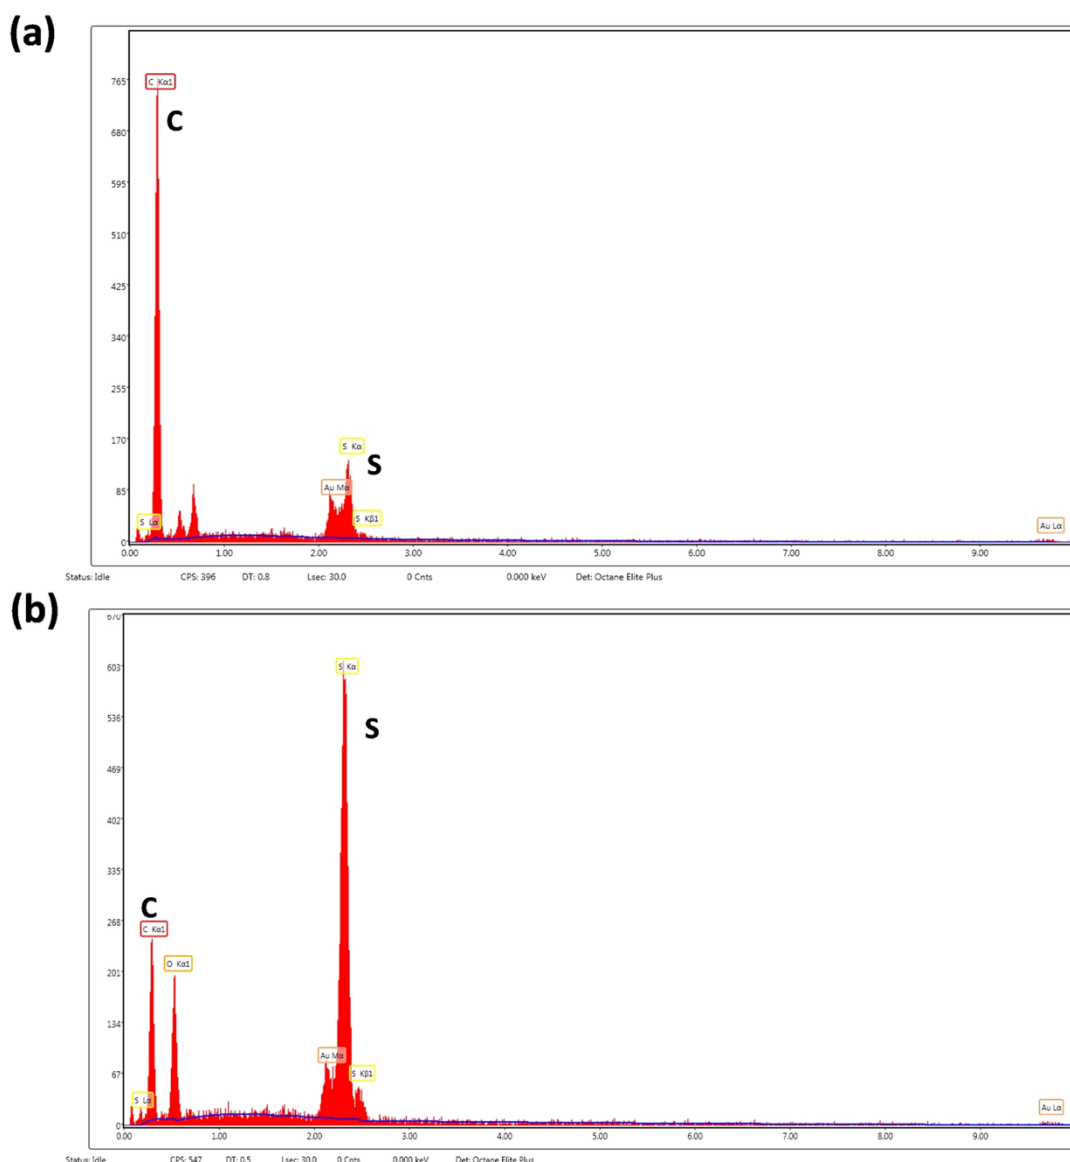 (a)
765
C Kα1
C
680
595
510
425
340
255
170
S Kα
S
85
Au Mα
S Lα
S Kβ1
Au Lα
0
0.00 1.00 2.00 3.00 4.00 5.00 6.00 7.00 8.00 9.00
Status: Idle CPS: 396 DT: 0.8 Lsec: 30.0 0 Cnts 0.000 keV Det: Octane Elite Plus
(b)
670
603
S Kα
536
S
469
402
335
268
C
C Kα1
201
O Kα1
134
67
Au Mα
S Kβ1
S Lα
Au Lα
0
0.00 1.00 2.00 3.00 4.00 5.00 6.00 7.00 8.00 9.00
Status: Idle CPS: 547 DT: 0.5 Lsec: 30.0 0 Cnts 0.000 keV Det: Octane Elite Plus